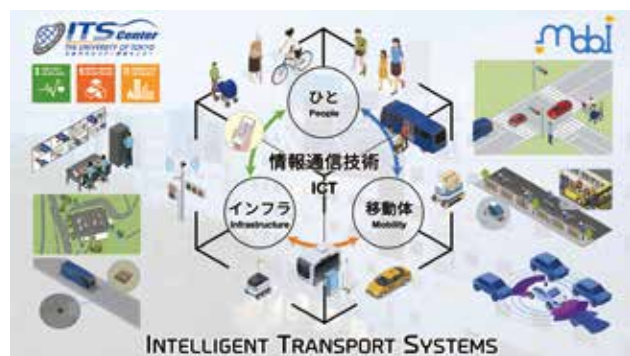 ITS Center
THE UNIVERSITY OF TOKYO
mobi
ひと
People
情報通信技術
ICT
インフラ
Infrastructure
移動体
Mobility
INTELLIGENT TRANSPORT SYSTEMS